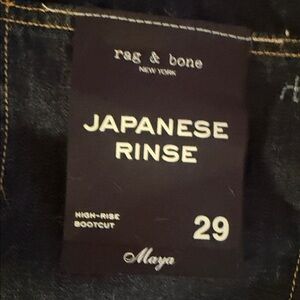 rag & bone
NEW YORK
JAPANESE
RINSE
HIGH-RISE
BOOTCUT
29
Maya